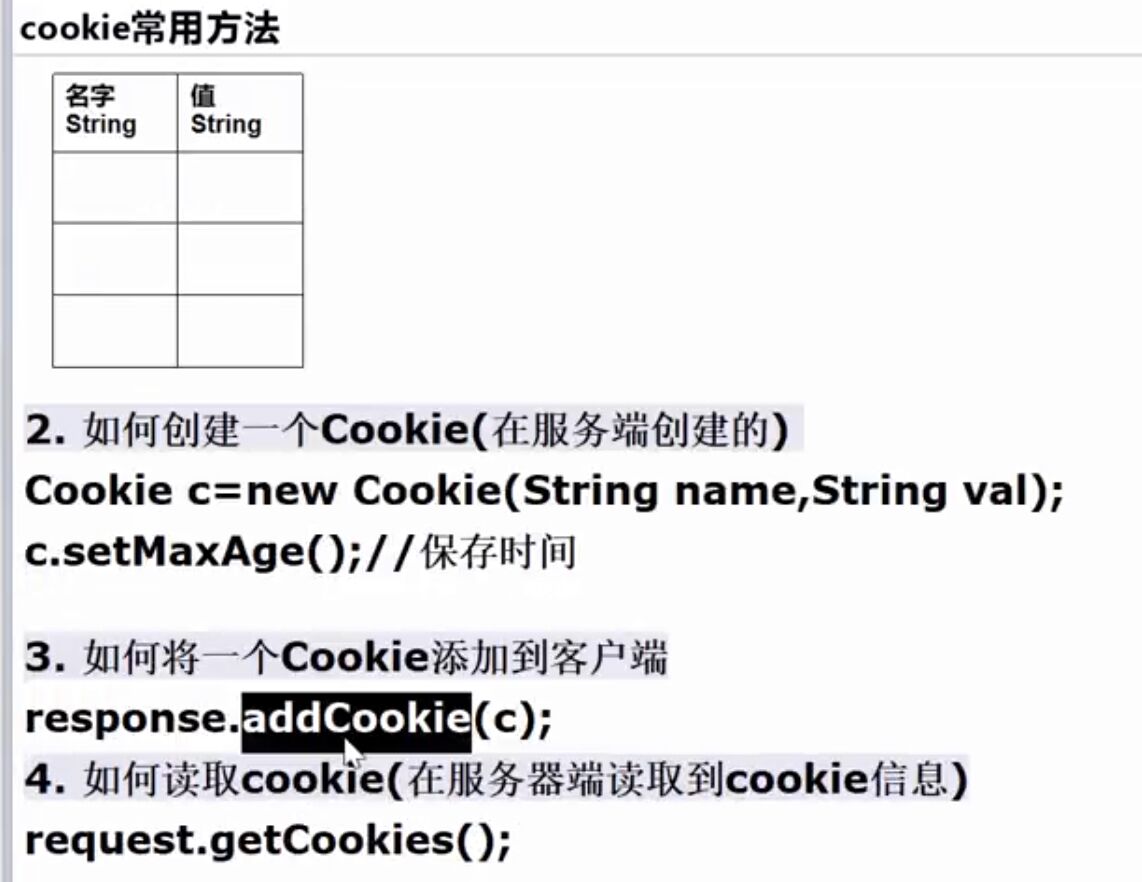 cookie常用方法
名字 值
String String
2. 如何创建一个Cookie(在服务端创建的)
Cookie c=new Cookie(String name,String val);
c.setMaxAge();//保存时间
3. 如何将一个Cookie添加到客户端
response.addCookie(c);
4. 如何读取cookie(在服务器端读取到cookie信息)
request.getCookies();